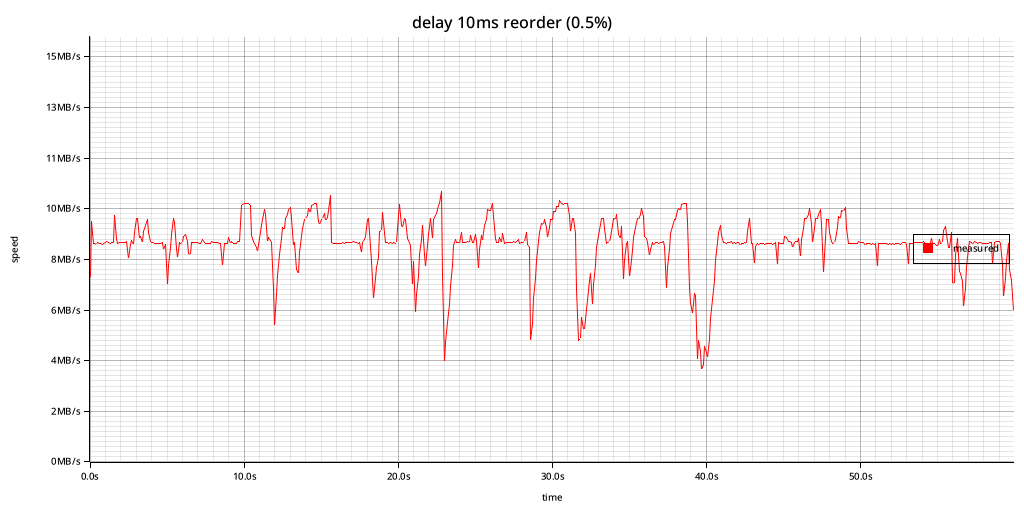 delay 10ms reorder (0.5%)
speed
15MB/s
13MB/s
11MB/s
10MB/s
8MB/s
6MB/s
4MB/s
2MB/s
0MB/s
measured
0.0s 10.0s 20.0s 30.0s 40.0s 50.0s
time